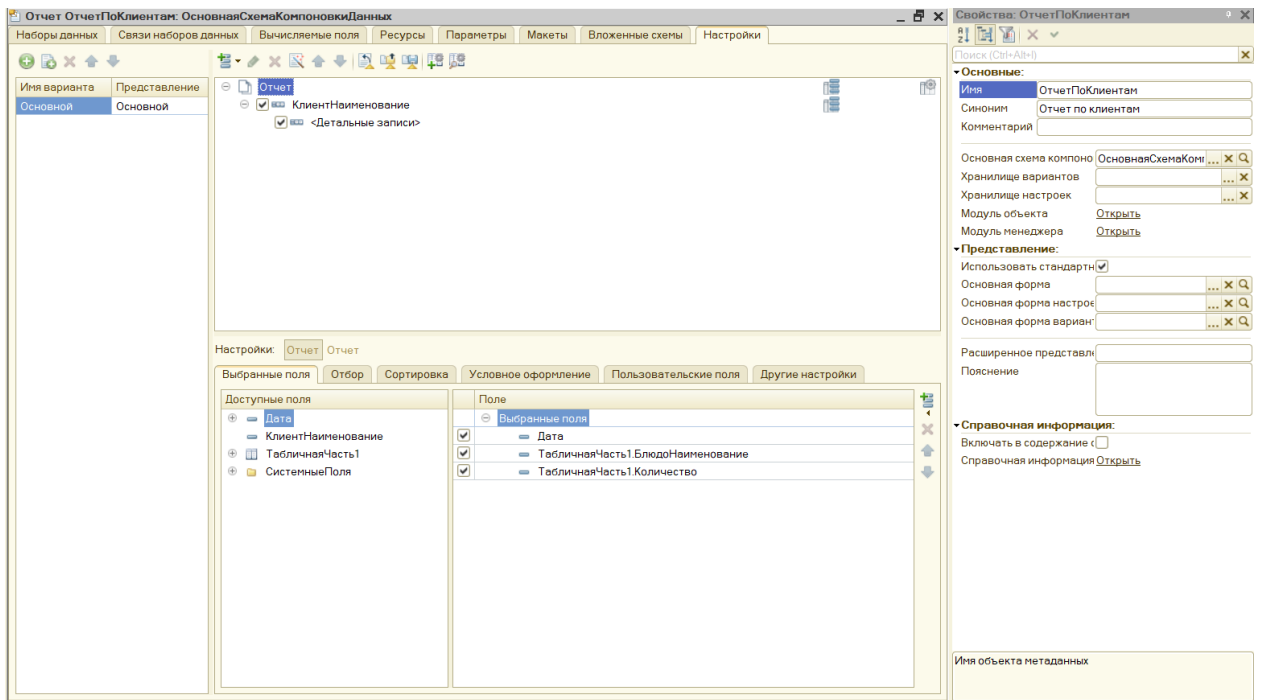 Отчет ОтчетПоКлиентам: ОсновнаяСхемаКомпоновкиДанных
Наборы данных Связи наборов данных Вычисляемые поля Ресурсы Параметры Макеты Вложенные схемы Настройки
Имя варианта Представление
Основной Основной
Отчет
КлиентНаименование
<Детальные записи>
Настройки: Отчет Отчет
Выбранные поля Отбор Сортировка Условное оформление Пользовательские поля Другие настройки
Доступные поля
Дата
КлиентНаименование
ТабличнаяЧасть1
СистемныеПоля
Поле
Выбранные поля
Дата
ТабличнаяЧасть1.БлюдоНаименование
ТабличнаяЧасть1.Количество
Свойства: ОтчетПоКлиентам
Поиск (Ctrl+Alt+I)
Основные:
Имя ОтчетПоКлиентам
Синоним Отчет по клиентам
Комментарий
Основная схема компоно ОсновнаяСхемаКомп ...
Хранилище вариантов ...
Хранилище настроек ...
Модуль объекта Открыть
Модуль менеджера Открыть
Представление:
Использовать стандартн
Основная форма ...
Основная форма настрое ...
Основная форма вариант ...
Расширенное представле
Пояснение
Справочная информация:
Включать в содержание с
Справочная информация Открыть
Имя объекта метаданных